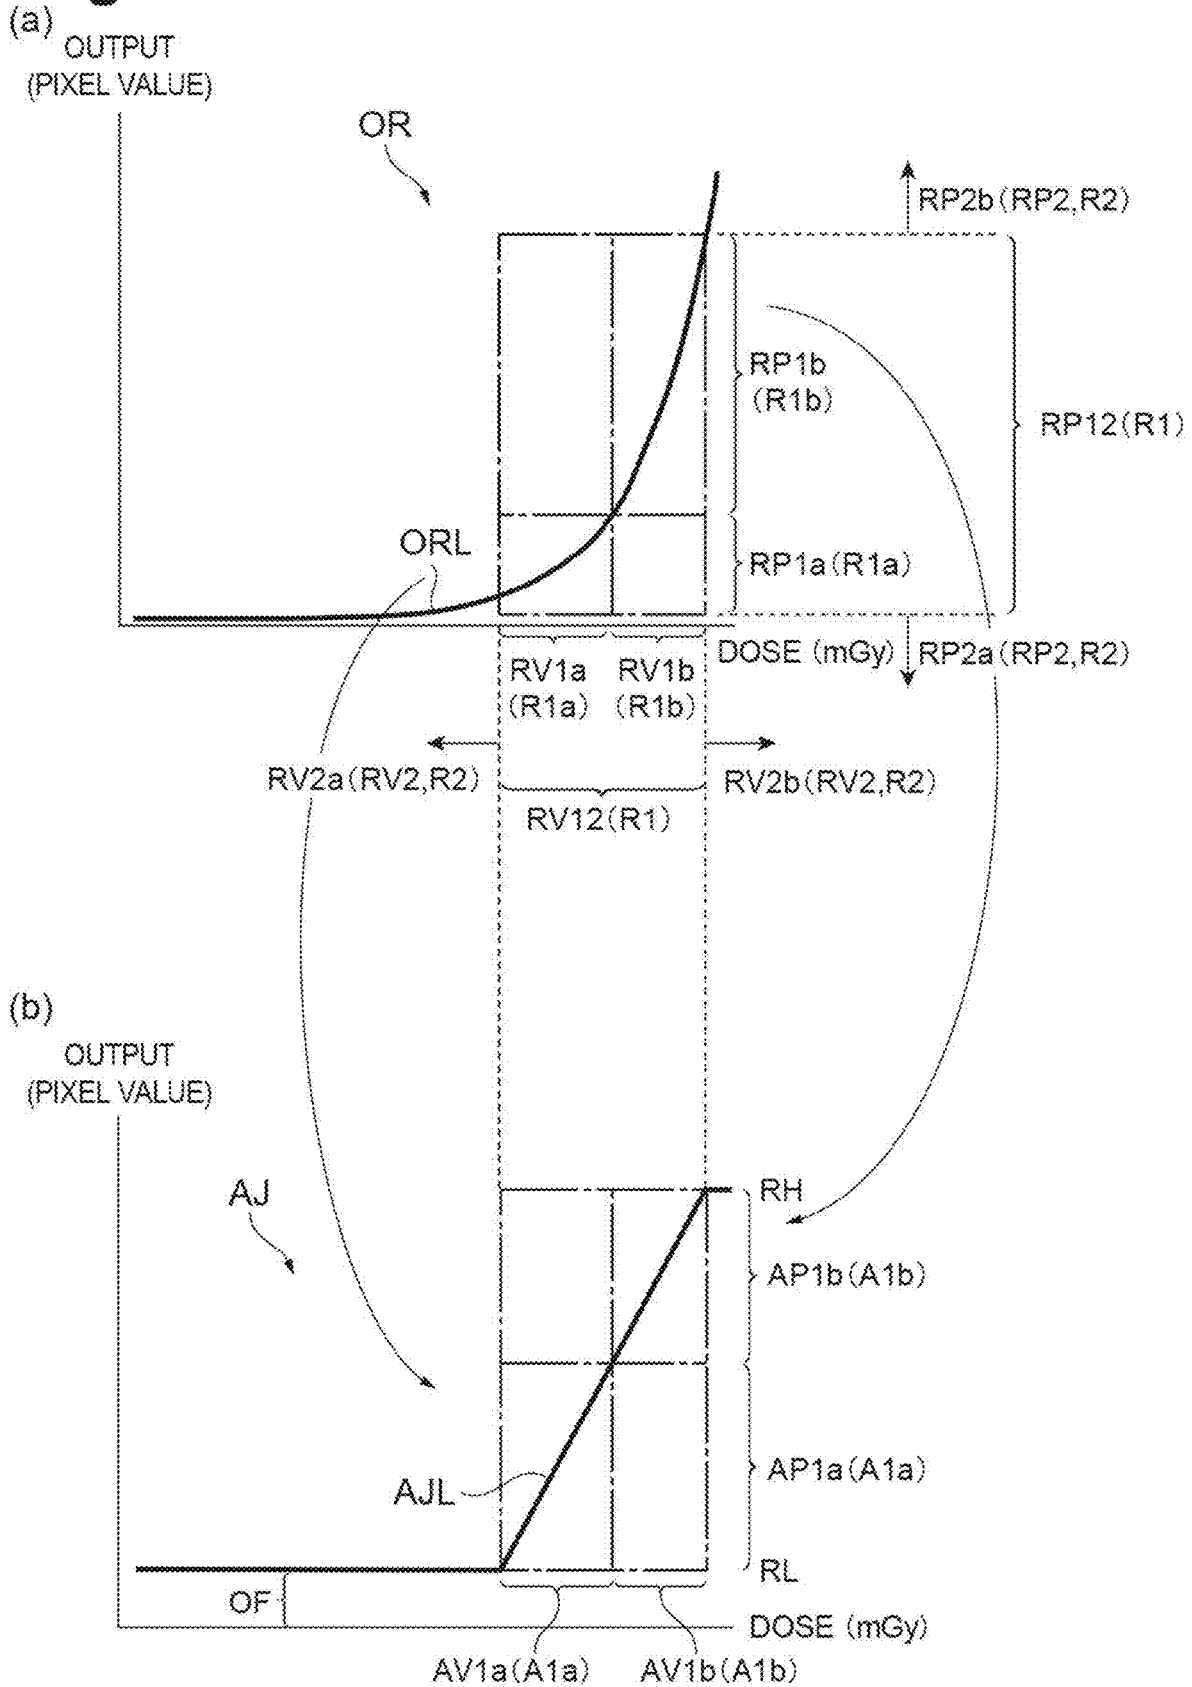 (a)
OUTPUT
(PIXEL VALUE)
OR
RP2b(RP2,R2)
RP1b
(R1b)
RP12(R1)
ORL
RP1a(R1a)
DOSE (mGy)
RP2a(RP2,R2)
RV1a
(R1a)
RV1b
(R1b)
RV2a(RV2,R2)
RV2b(RV2,R2)
RV12(R1)
(b)
OUTPUT
(PIXEL VALUE)
AJ
RH
AP1b(A1b)
AJL
AP1a(A1a)
RL
OF
DOSE (mGy)
AV1a(A1a)
AV1b(A1b)